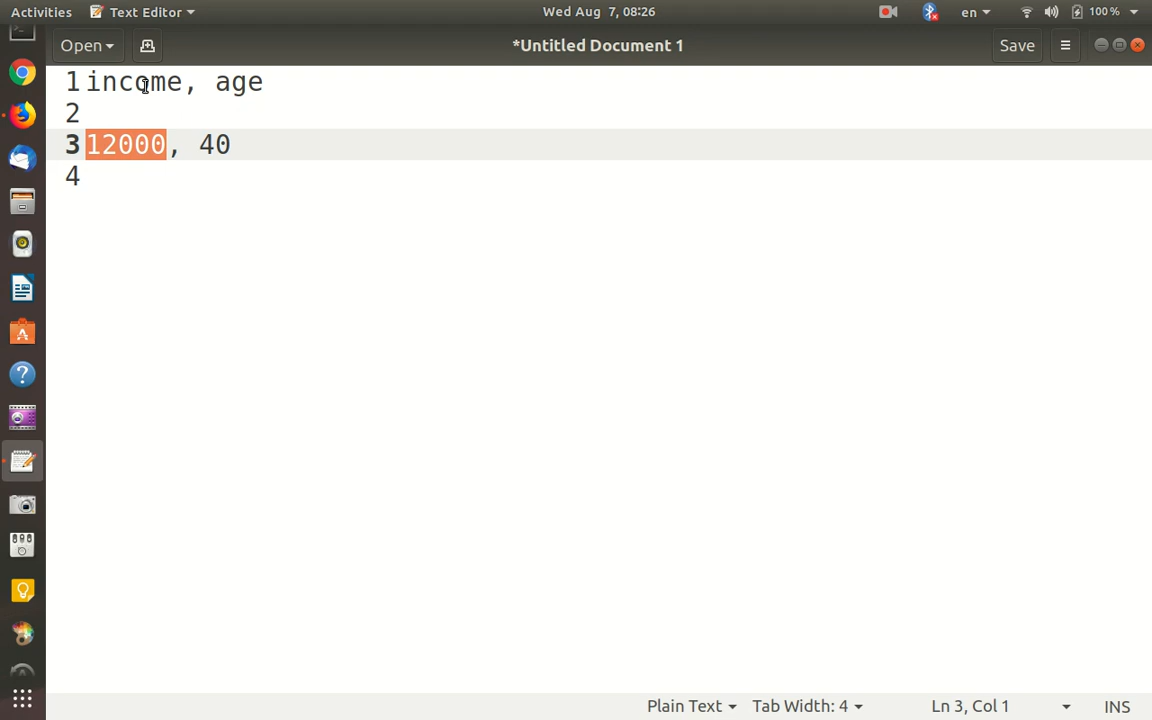 Activities Text Editor Wed Aug 7, 08:26 en 100 %
Open *Untitled Document 1 Save
1 income, age
2
3 12000, 40
4
Plain Text Tab Width: 4 Ln 3, Col 1 INS